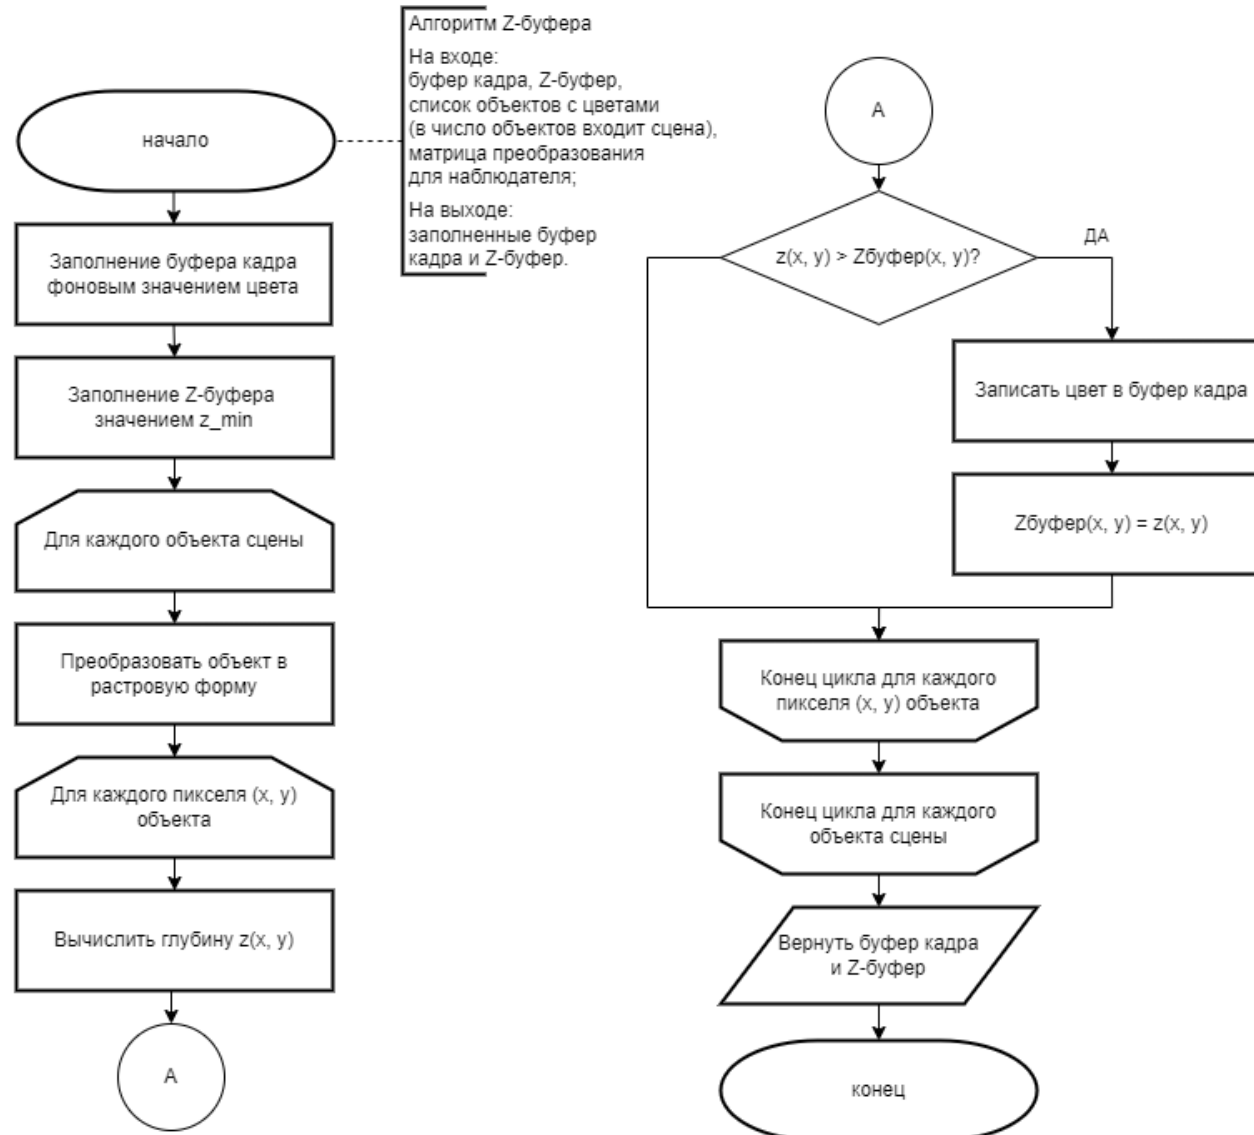 Алгоритм Z-буфера
На входе:
буфер кадра, Z-буфер,
список объектов с цветами
(в число объектов входит сцена),
матрица преобразования
для наблюдателя;
На выходе:
заполненные буфер
кадра и Z-буфер.
начало
Заполнение буфера кадра
фоновым значением цвета
Заполнение Z-буфера
значением z_min
Для каждого объекта сцены
Преобразовать объект в
растровую форму
Для каждого пикселя (x, y)
объекта
Вычислить глубину z(x, y)
A
A
z(x, y) > Zбуфер(x, y)?
ДА
Записать цвет в буфер кадра
Zбуфер(x, y) = z(x, y)
Конец цикла для каждого
пикселя (x, y) объекта
Конец цикла для каждого
объекта сцены
Вернуть буфер кадра
и Z-буфер
конец